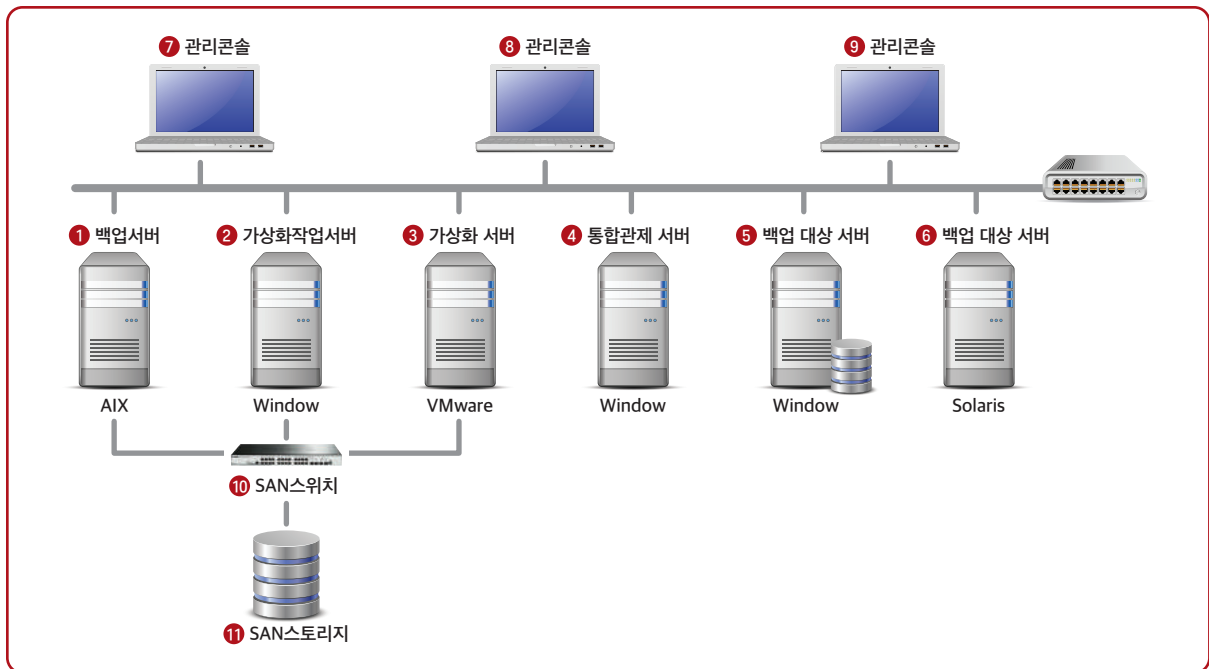 7 관리콘솔
8 관리콘솔
9 관리콘솔
1 백업서버
2 가상화작업서버
3 가상화 서버
4 통합관제 서버
5 백업 대상 서버
6 백업 대상 서버
AIX
Window
VMware
Window
Window
Solaris
10 SAN스위치
11 SAN스토리지